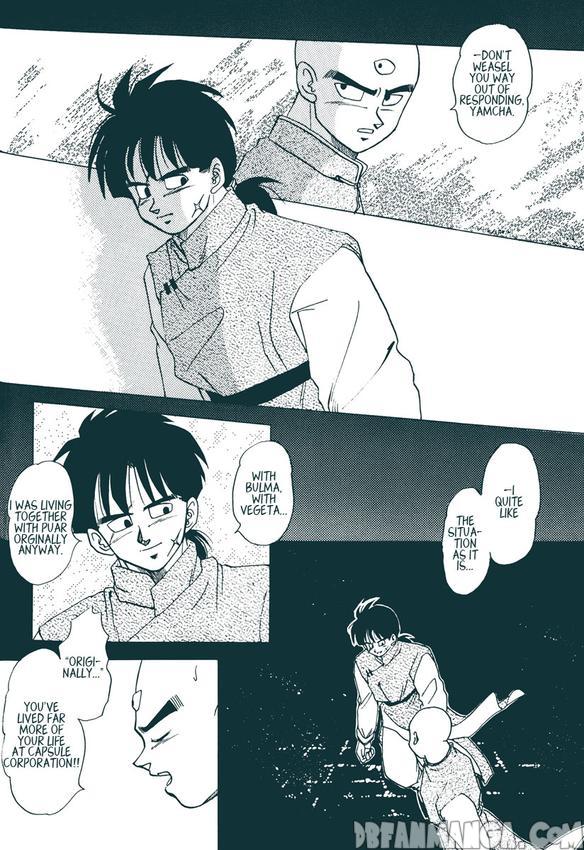 -DON'T
WEASEL
YOU WAY
OUT OF
RESPONDING,
YAMCHA.
-I
QUITE
LIKE
THE
SITUA-
TION
AS IT
IS...
WITH
BULMA,
WITH
VEGETA...
I WAS LIVING
TOGETHER
WITH PUAR
ORGINALLY
ANYWAY.
"ORIGI-
NALLY..."
YOU'VE
LIVED FAR
MORE OF
YOUR LIFE
AT CAPSULE
CORPORATION!!
DBFANMANGA.COM